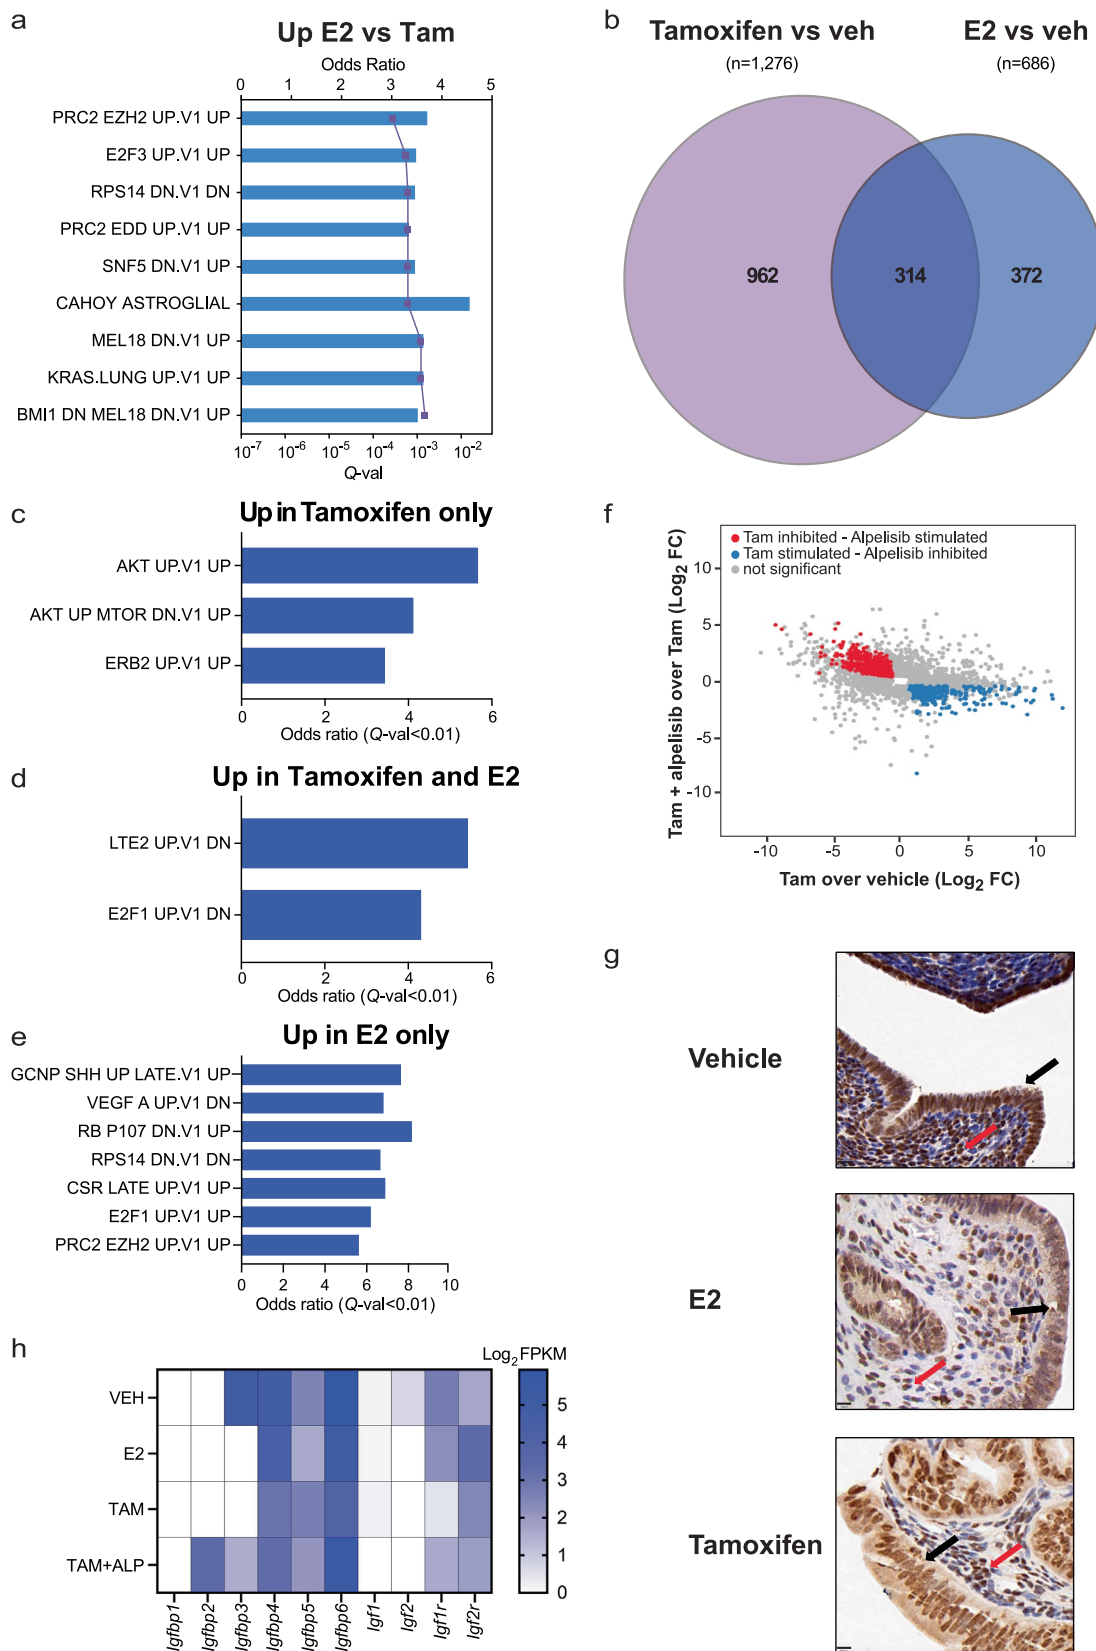 a
Up E2 vs Tam
Odds Ratio
0 1 2 3 4 5
PRC2 EZH2 UP.V1 UP
E2F3 UP.V1 UP
RPS14 DN.V1 DN
PRC2 EDD UP.V1 UP
SNF5 DN.V1 UP
CAHOY ASTROGLIAL
MEL18 DN.V1 UP
KRAS.LUNG UP.V1 UP
BMI1 DN MEL18 DN.V1 UP
10⁻⁷ 10⁻⁶ 10⁻⁵ 10⁻⁴ 10⁻³ 10⁻²
Q-val
b
Tamoxifen vs veh
(n=1,276)
E2 vs veh
(n=686)
962
314
372
c
Up in Tamoxifen only
AKT UP.V1 UP
AKT UP MTOR DN.V1 UP
ERB2 UP.V1 UP
0 2 4 6
Odds ratio (Q-val<0.01)
d
Up in Tamoxifen and E2
LTE2 UP.V1 DN
E2F1 UP.V1 DN
0 2 4 6
Odds ratio (Q-val<0.01)
e
Up in E2 only
GCNP SHH UP LATE.V1 UP
VEGF A UP.V1 DN
RB P107 DN.V1 UP
RPS14 DN.V1 DN
CSR LATE UP.V1 UP
E2F1 UP.V1 UP
PRC2 EZH2 UP.V1 UP
0 2 4 6 8 10
Odds ratio (Q-val<0.01)
f
Tam inhibited - Alpelisib stimulated
Tam stimulated - Alpelisib inhibited
not significant
Tam + alpelisib over Tam (Log₂ FC)
10
5
0
-5
-10
-10 -5 0 5 10
Tam over vehicle (Log₂ FC)
g
Vehicle
E2
Tamoxifen
h
Log₂FPKM
VEH
E2
TAM
TAM+ALP
5
4
3
2
1
0
Igfbp1 Igfbp2 Igfbp3 Igfbp4 Igfbp5 Igfbp6 Igf1 Igf2 Igf1r Igf2r